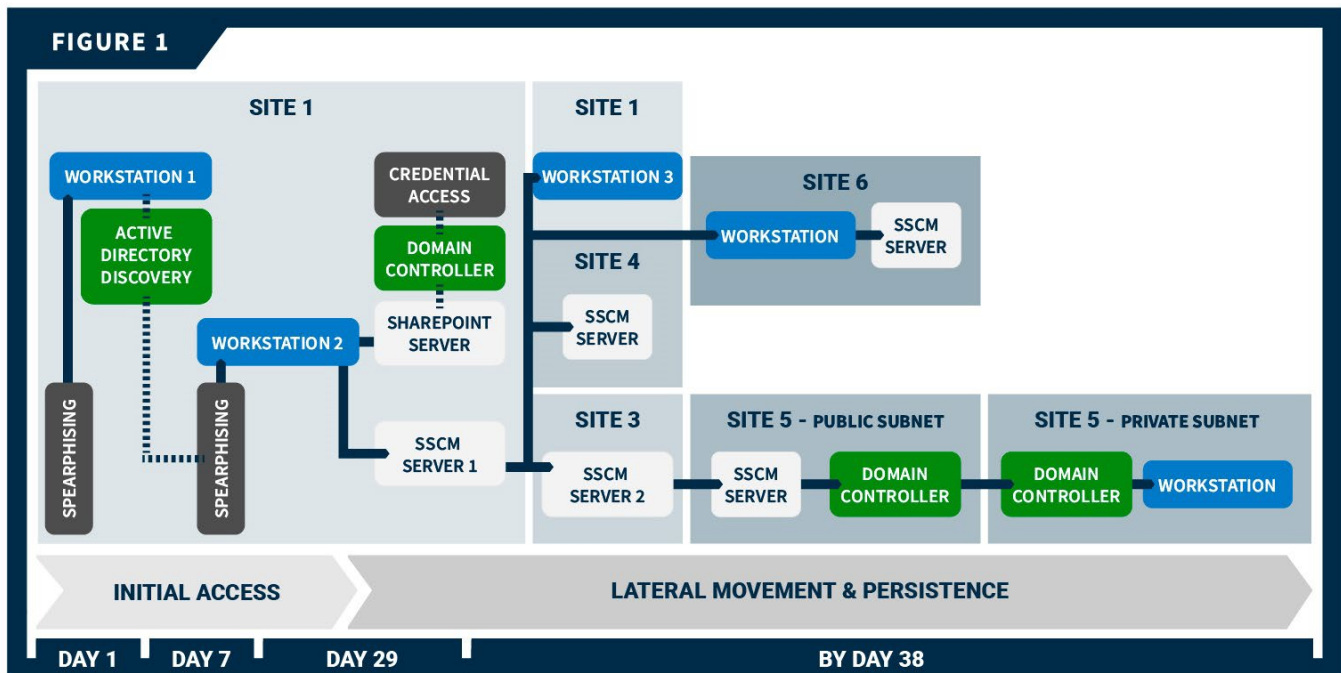 FIGURE 1
SITE 1
WORKSTATION 1
ACTIVE
DIRECTORY
DISCOVERY
SPEARPHISING
SPEARPHISING
WORKSTATION 2
CREDENTIAL
ACCESS
DOMAIN
CONTROLLER
SHAREPOINT
SERVER
SSCM
SERVER 1
SITE 1
WORKSTATION 3
SITE 4
SSCM
SERVER
SITE 3
SSCM
SERVER 2
SITE 6
WORKSTATION
SSCM
SERVER
SITE 5 - PUBLIC SUBNET
SSCM
SERVER
DOMAIN
CONTROLLER
SITE 5 - PRIVATE SUBNET
DOMAIN
CONTROLLER
WORKSTATION
INITIAL ACCESS
LATERAL MOVEMENT & PERSISTENCE
DAY 1
DAY 7
DAY 29
BY DAY 38